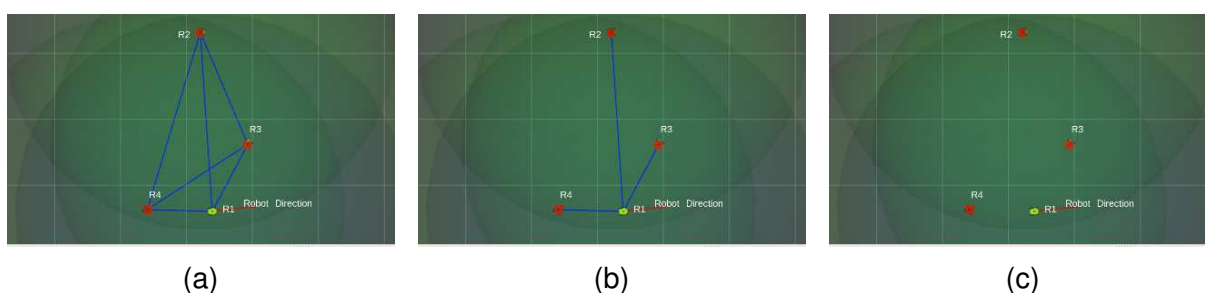 R2
R3
R4
R1 Robot Direction
(a)
R2
R3
R4
R1 Robot Direction
(b)
R2
R3
R4
R1 Robot Direction
(c)